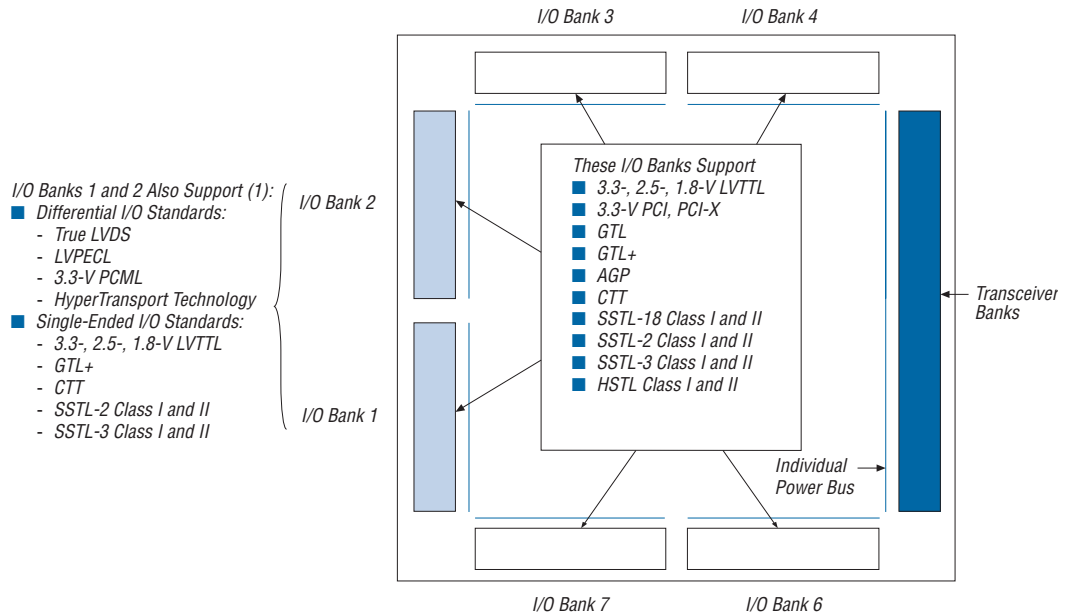 I/O Bank 3
I/O Bank 4
I/O Banks 1 and 2 Also Support (1):
■ Differential I/O Standards:
- True LVDS
- LVPECL
- 3.3-V PCML
- HyperTransport Technology
■ Single-Ended I/O Standards:
- 3.3-, 2.5-, 1.8-V LVTTL
- GTL+
- CTT
- SSTL-2 Class I and II
- SSTL-3 Class I and II
I/O Bank 2
I/O Bank 1
These I/O Banks Support
■ 3.3-, 2.5-, 1.8-V LVTTL
■ 3.3-V PCI, PCI-X
■ GTL
■ GTL+
■ AGP
■ CTT
■ SSTL-18 Class I and II
■ SSTL-2 Class I and II
■ SSTL-3 Class I and II
■ HSTL Class I and II
Transceiver
Banks
Individual
Power Bus
I/O Bank 7
I/O Bank 6